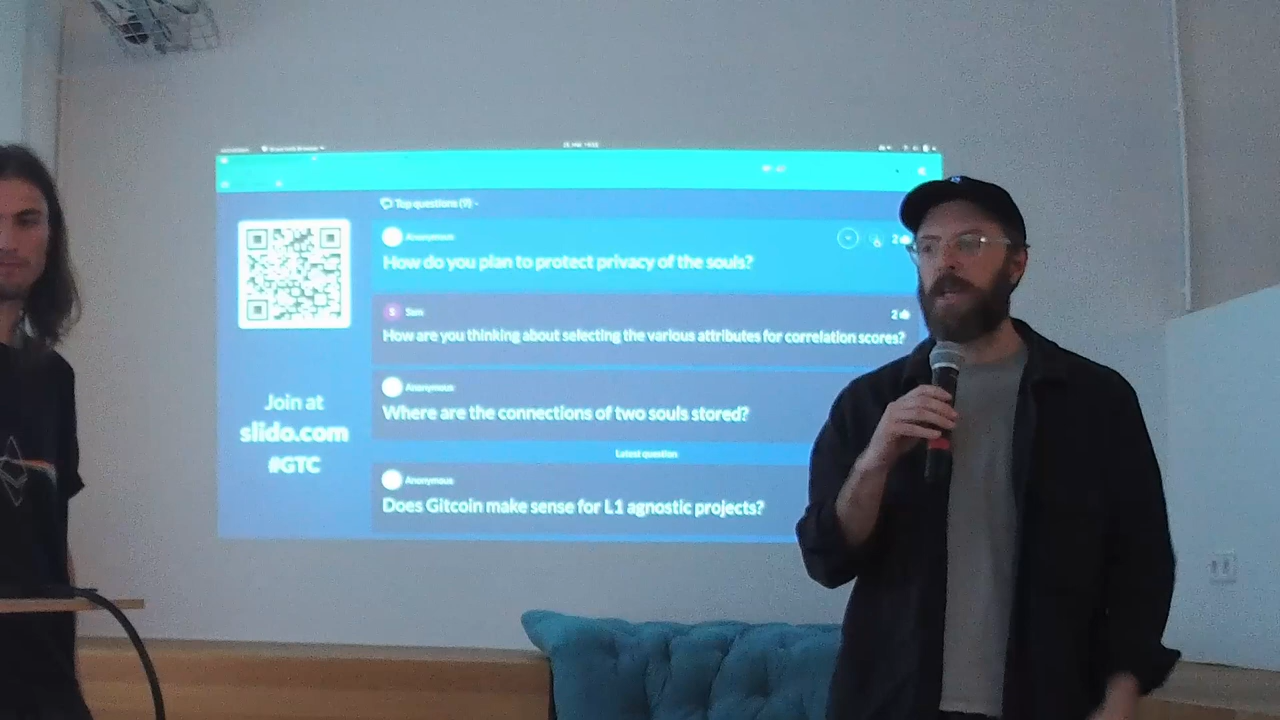 Top questions (9)
Anonymous
2
How do you plan to protect privacy of the souls?
S Sam
2
How are you thinking about selecting the various attributes for correlation scores?
Anonymous
Where are the connections of two souls stored?
Latest question
Anonymous
Does Gitcoin make sense for L1 agnostic projects?
Join at
slido.com
#GTC